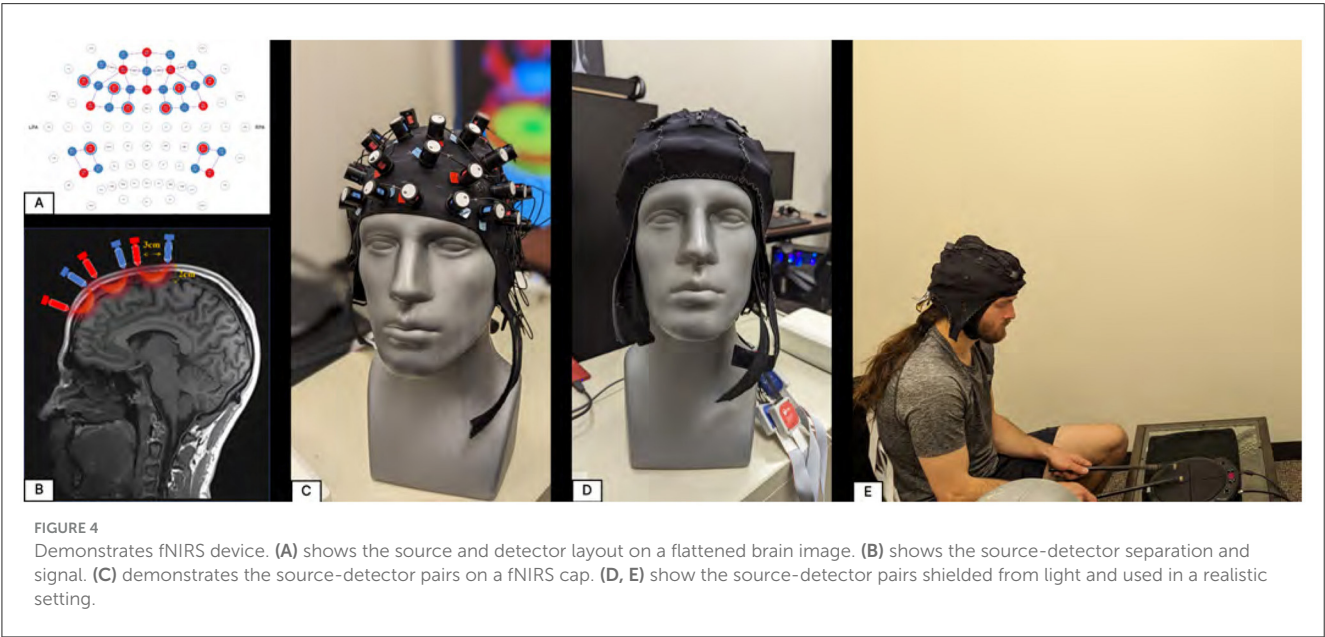 LPA
RPA
A
3cm
2cm
B
C
D
E
FIGURE 4
Demonstrates fNIRS device. (A) shows the source and detector layout on a flattened brain image. (B) shows the source-detector separation and
signal. (C) demonstrates the source-detector pairs on a fNIRS cap. (D, E) show the source-detector pairs shielded from light and used in a realistic
setting.